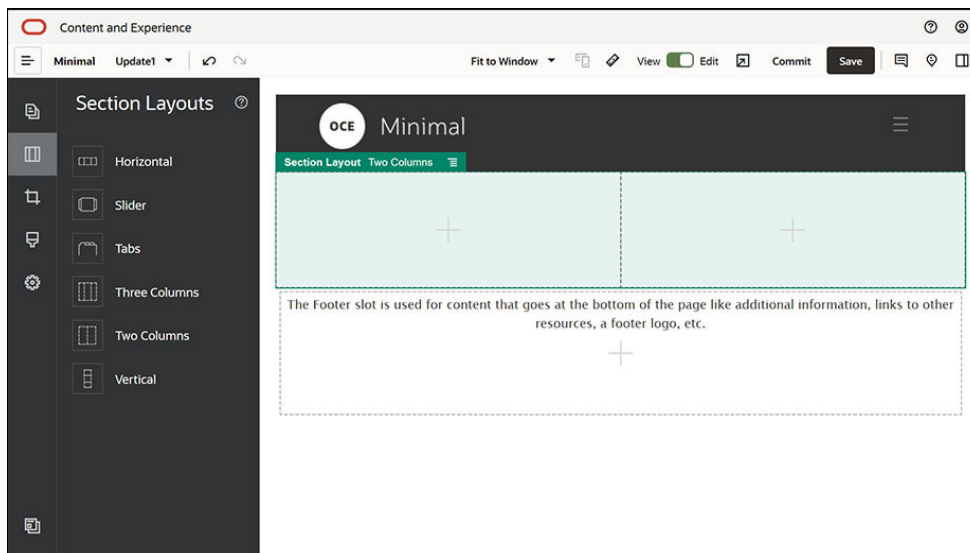 Content and Experience
Minimal Update1 Fit to Window View Edit Commit Save
Section Layouts
Horizontal
Slider
Tabs
Three Columns
Two Columns
Vertical
OCE Minimal
Section Layout Two Columns
The Footer slot is used for content that goes at the bottom of the page like additional information, links to other
resources, a footer logo, etc.